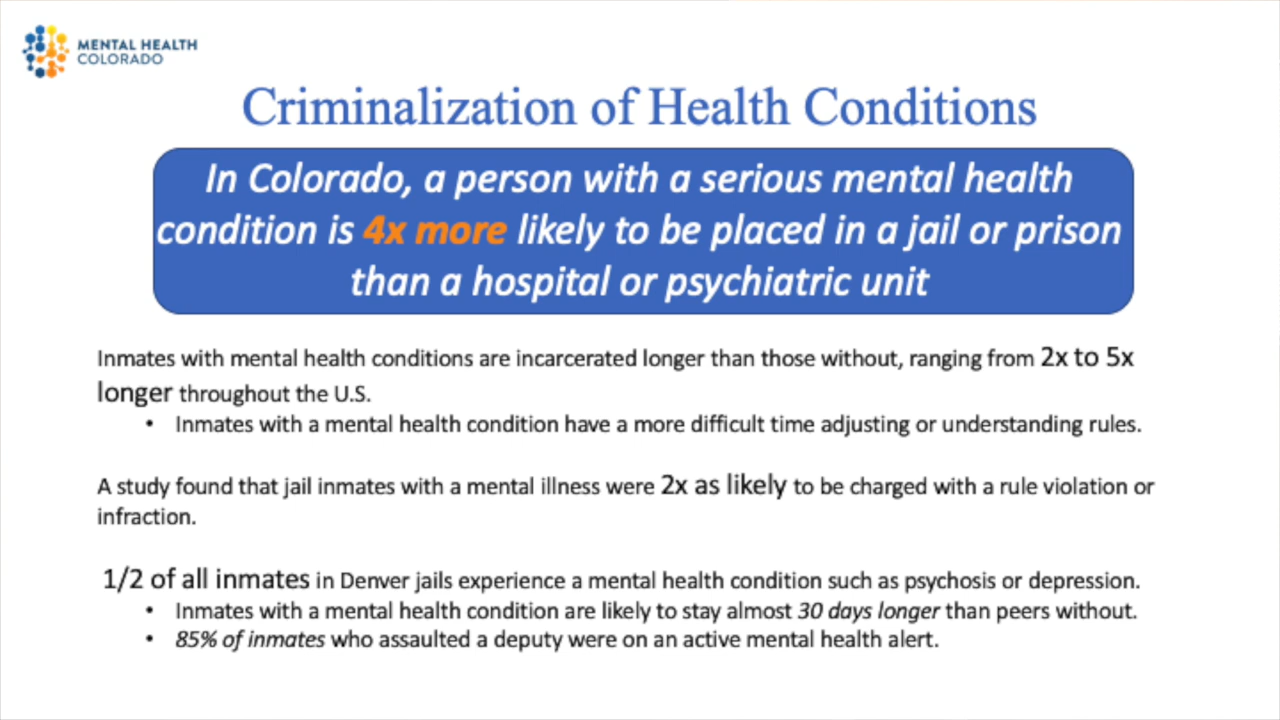 MENTAL HEALTH
COLORADO
Criminalization of Health Conditions
In Colorado, a person with a serious mental health
condition is 4x more likely to be placed in a jail or prison
than a hospital or psychiatric unit
Inmates with mental health conditions are incarcerated longer than those without, ranging from 2x to 5x
longer throughout the U.S.
• Inmates with a mental health condition have a more difficult time adjusting or understanding rules.
A study found that jail inmates with a mental illness were 2x as likely to be charged with a rule violation or
infraction.
1/2 of all inmates in Denver jails experience a mental health condition such as psychosis or depression.
• Inmates with a mental health condition are likely to stay almost 30 days longer than peers without.
• 85% of inmates who assaulted a deputy were on an active mental health alert.